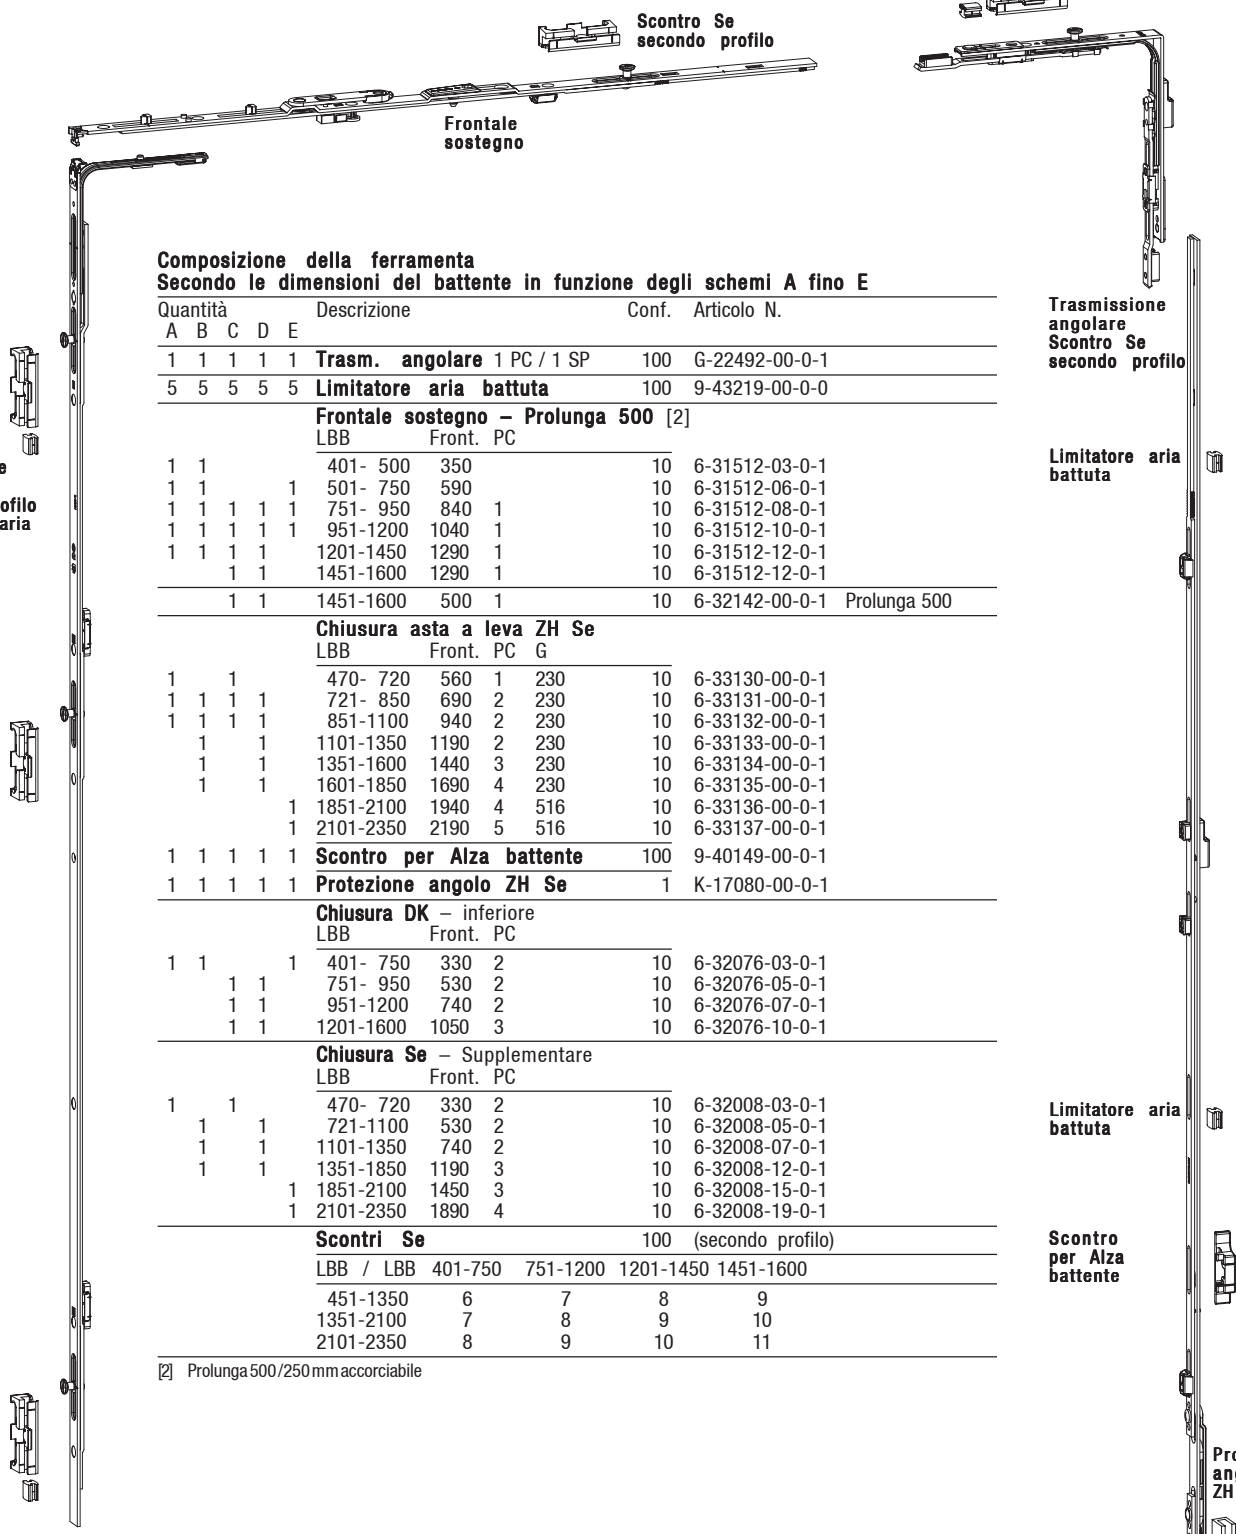 Scontro Se
secondo profilo
Frontale
sostegno
Composizione della ferramenta
Secondo le dimensioni del battente in funzione degli schemi A fino E
Quantità Descrizione Conf. Articolo N.
A B C D E
1 1 1 1 1 Trasm. angolare 1 PC / 1 SP 100 G-22492-00-0-1
5 5 5 5 5 Limitatore aria battuta 100 9-43219-00-0-0
Frontale sostegno – Prolunga 500 [2]
LBB Front. PC
1 1 401- 500 350 10 6-31512-03-0-1
1 1 1 501- 750 590 10 6-31512-06-0-1
1 1 1 1 1 751- 950 840 1 10 6-31512-08-0-1
1 1 1 1 1 951-1200 1040 1 10 6-31512-10-0-1
1 1 1 1 1201-1450 1290 1 10 6-31512-12-0-1
1 1 1451-1600 1290 1 10 6-31512-12-0-1
1 1 1451-1600 500 1 10 6-32142-00-0-1 Prolunga 500
Chiusura asta a leva ZH Se
LBB Front. PC G
1 1 470- 720 560 1 230 10 6-33130-00-0-1
1 1 1 1 721- 850 690 2 230 10 6-33131-00-0-1
1 1 1 1 851-1100 940 2 230 10 6-33132-00-0-1
1 1 1101-1350 1190 2 230 10 6-33133-00-0-1
1 1 1351-1600 1440 3 230 10 6-33134-00-0-1
1 1 1601-1850 1690 4 230 10 6-33135-00-0-1
1 1851-2100 1940 4 516 10 6-33136-00-0-1
1 2101-2350 2190 5 516 10 6-33137-00-0-1
1 1 1 1 1 Scontro per Alza battente 100 9-40149-00-0-1
1 1 1 1 1 Protezione angolo ZH Se 1 K-17080-00-0-1
Chiusura DK – inferiore
LBB Front. PC
1 1 1 401- 750 330 2 10 6-32076-03-0-1
1 1 751- 950 530 2 10 6-32076-05-0-1
1 1 951-1200 740 2 10 6-32076-07-0-1
1 1 1201-1600 1050 3 10 6-32076-10-0-1
Chiusura Se – Supplementare
LBB Front. PC
1 1 470- 720 330 2 10 6-32008-03-0-1
1 1 721-1100 530 2 10 6-32008-05-0-1
1 1 1101-1350 740 2 10 6-32008-07-0-1
1 1 1351-1850 1190 3 10 6-32008-12-0-1
1 1851-2100 1450 3 10 6-32008-15-0-1
1 2101-2350 1890 4 10 6-32008-19-0-1
Scontri Se 100 (secondo profilo)
LBB / LBB 401-750 751-1200 1201-1450 1451-1600
451-1350 6 7 8 9
1351-2100 7 8 9 10
2101-2350 8 9 10 11
[2] Prolunga 500/250 mm accorciabile
Trasmissione
angolare
Scontro Se
secondo profilo
Limitatore aria
battuta
Limitatore aria
battuta
Scontro
per Alza
battente
e
ofilo
aria
Pro
ang
ZH